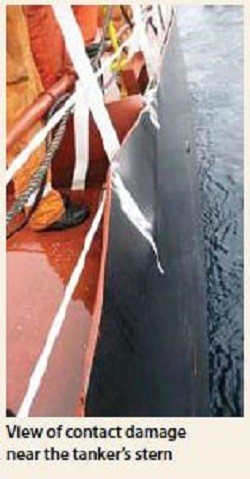 View of contact damage
near the tanker's stern